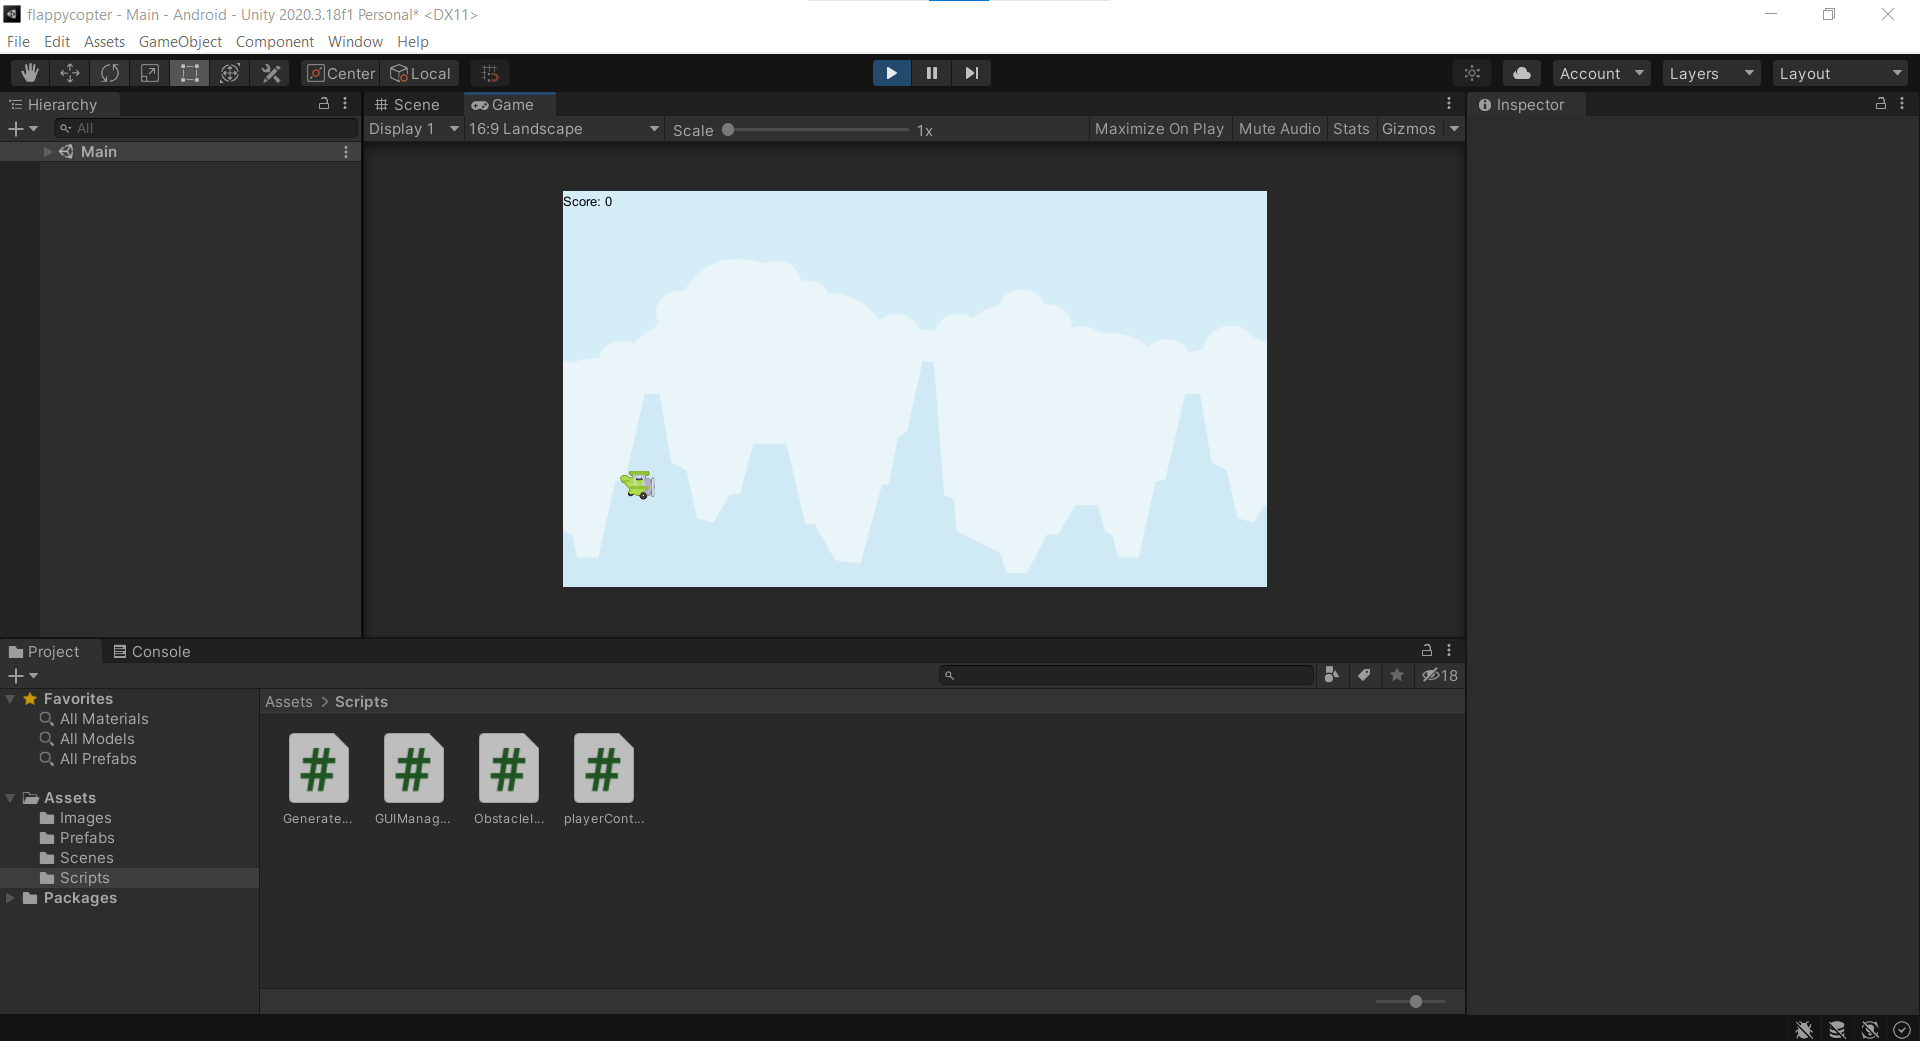 flappycopter - Main - Android - Unity 2020.3.18f1 Personal* <DX11>
File Edit Assets GameObject Component Window Help
Center Local Account Layers Layout
Hierarchy
All
Main
Scene Game
Display 1 16:9 Landscape Scale 1x Maximize On Play Mute Audio Stats Gizmos
Score: 0
Inspector
Project Console
18
Favorites
All Materials
All Models
All Prefabs
Assets
Images
Prefabs
Scenes
Scripts
Packages
Assets > Scripts
Generate... GUIManag... ObstacleI... playerCont...